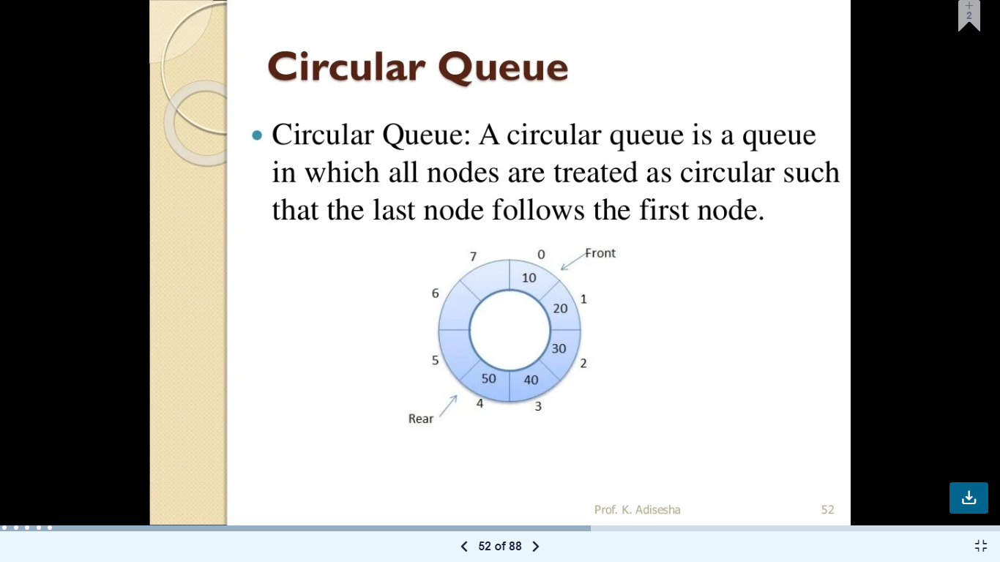 +
2
Circular Queue
• Circular Queue: A circular queue is a queue
in which all nodes are treated as circular such
that the last node follows the first node.
7 0 Front
10
6 1
20
30
5 2
50 40
4 3
Rear
Prof. K. Adisesha 52
52 of 88